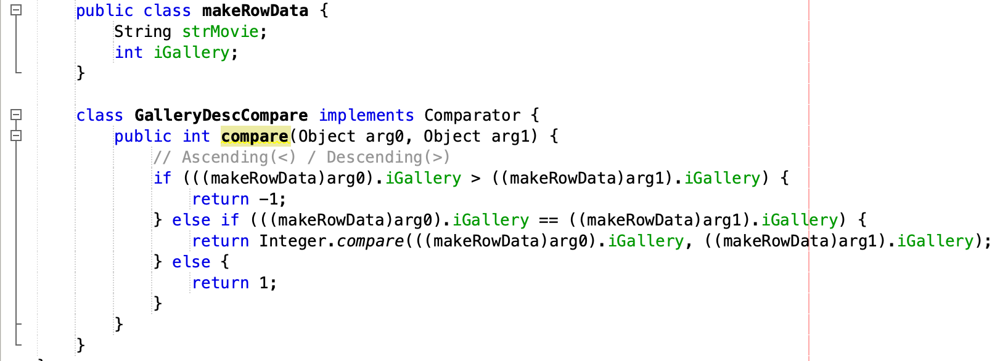 public class makeRowData {
String strMovie;
int iGallery;
}
class GalleryDescCompare implements Comparator {
public int compare(Object arg0, Object arg1) {
// Ascending(<) / Descending(>)
if (((makeRowData)arg0).iGallery > ((makeRowData)arg1).iGallery) {
return -1;
} else if (((makeRowData)arg0).iGallery == ((makeRowData)arg1).iGallery) {
return Integer.compare(((makeRowData)arg0).iGallery, ((makeRowData)arg1).iGallery);
} else {
return 1;
}
}
}